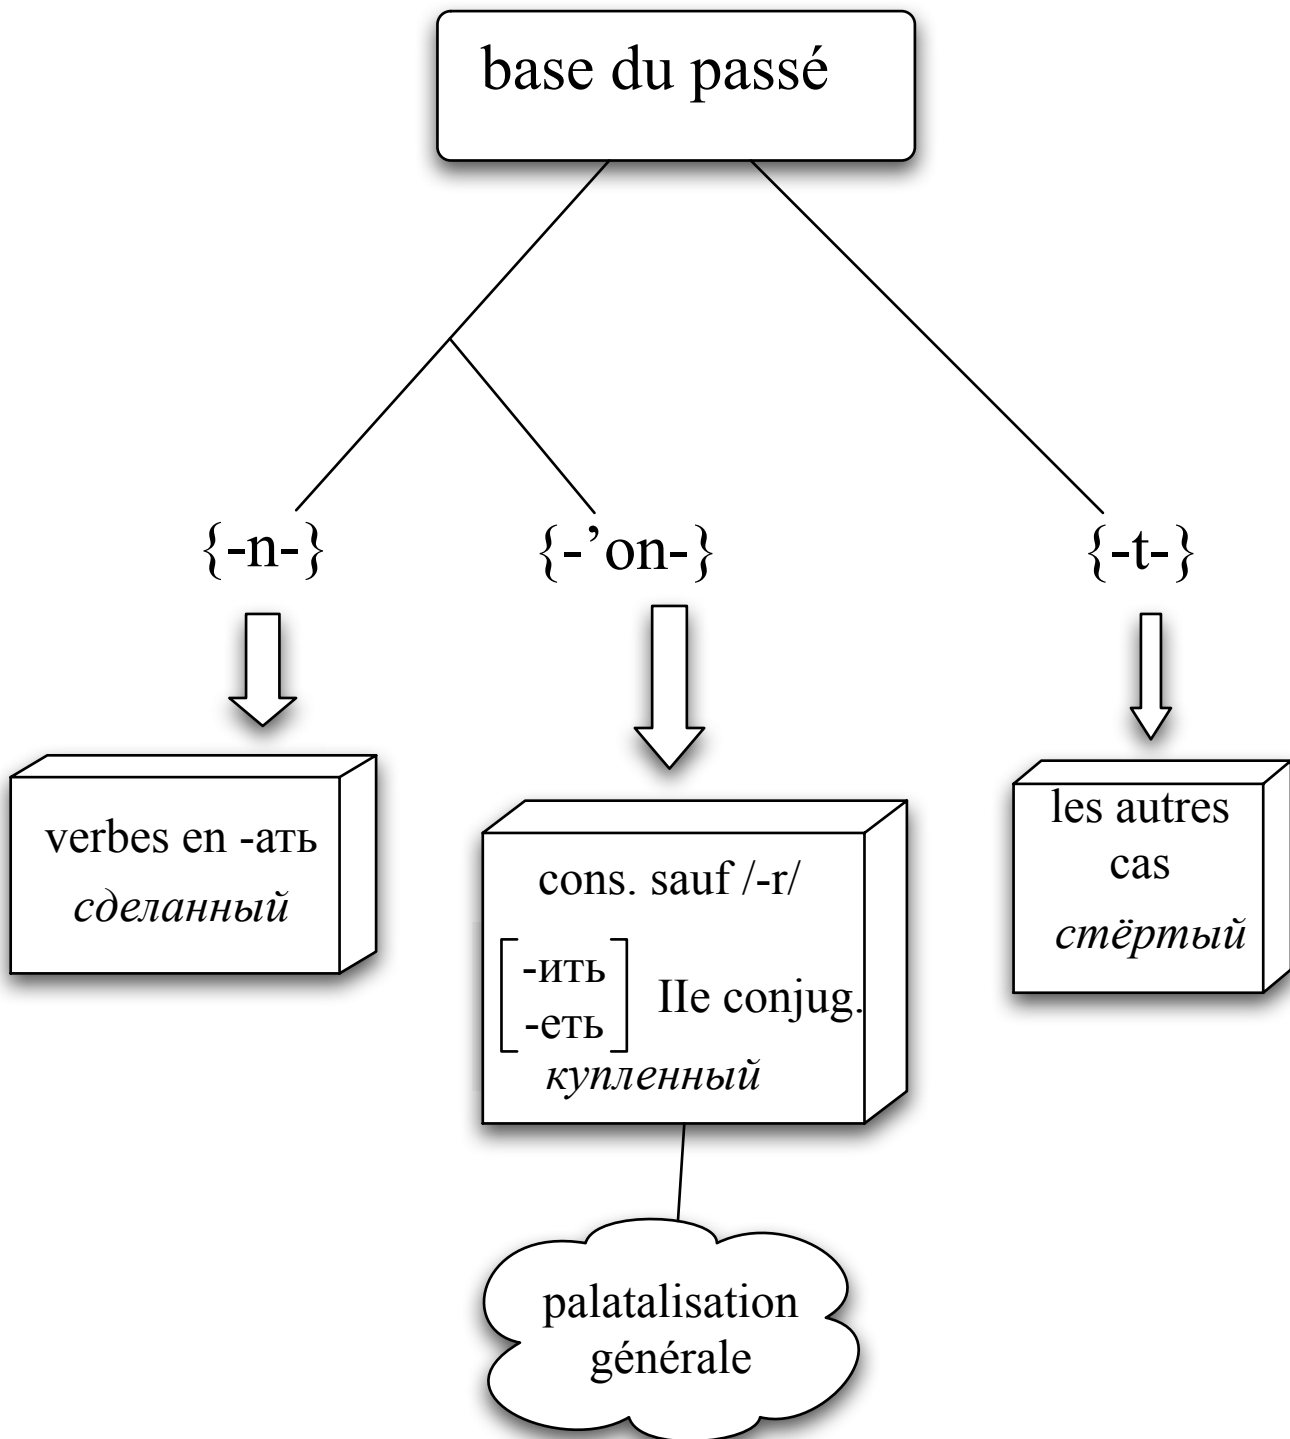 base du passé
{-n-}
{-’on-}
{-t-}
verbes en -ать
сделанный
cons. sauf /-r/
-ить
-еть
IIe conjug.
купленный
les autres
cas
стёртый
palatalisation
générale